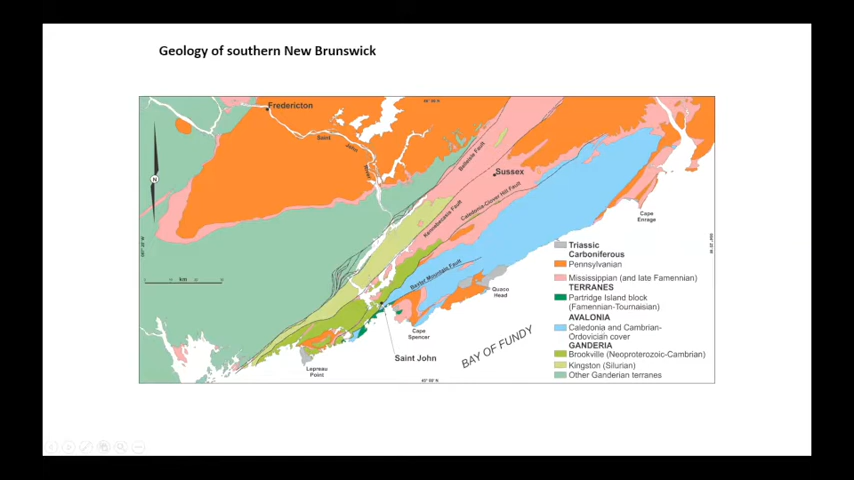 Geology of southern New Brunswick
Fredericton
Saint
John
River
Belleisle Fault
Sussex
Kennebecasis Fault
Caledonia-Clover Hill Fault
Cape
Enrage
N
km
Baxter Mountain Fault
Quaco
Head
Cape
Spencer
Saint John
BAY OF FUNDY
Lepreau
Point
Triassic
Carboniferous
Pennsylvanian
Mississippian (and late Famennian)
TERRANES
Partridge Island block
(Famennian-Tournaisian)
AVALONIA
Caledonia and Cambrian-
Ordovician cover
GANDERIA
Brookville (Neoproterozoic-Cambrian)
Kingston (Silurian)
Other Ganderian terranes